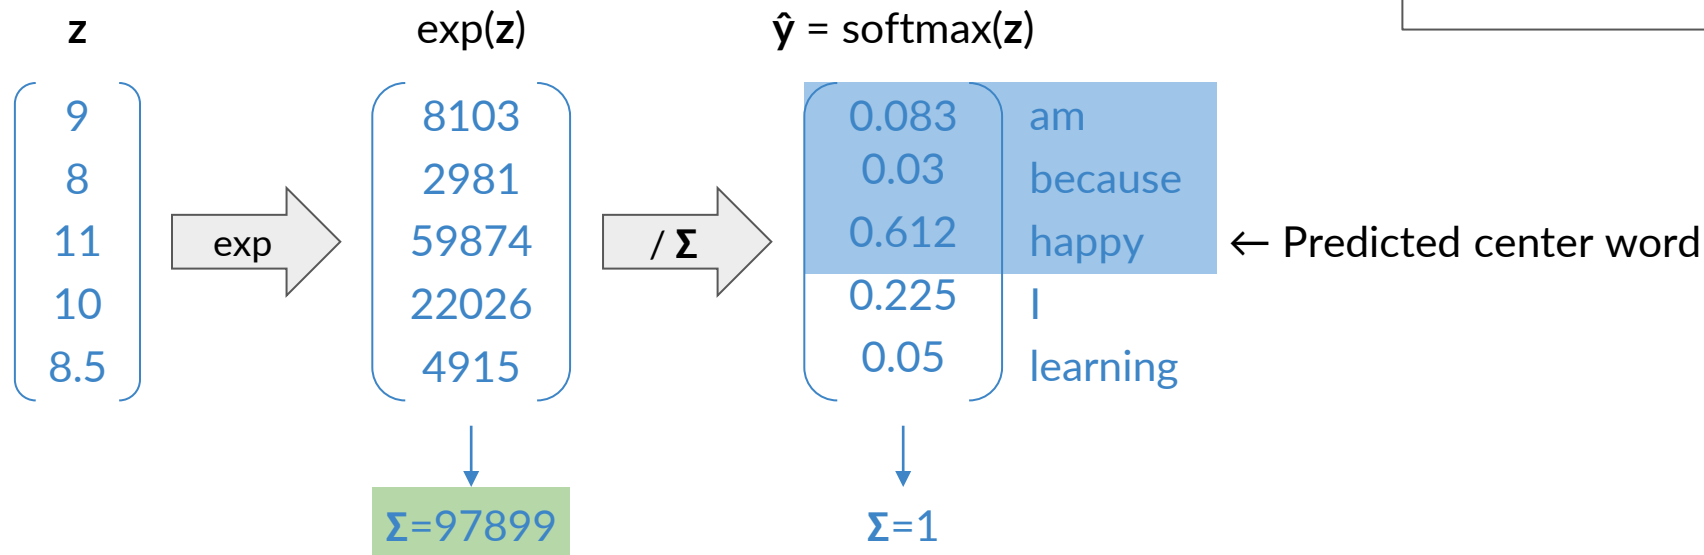 z exp(z) ŷ = softmax(z)
9 8103 0.083 am
8 2981 0.03 because
11 exp 59874 / Σ 0.612 happy ← Predicted center word
10 22026 0.225 I
8.5 4915 0.05 learning
Σ=97899 Σ=1